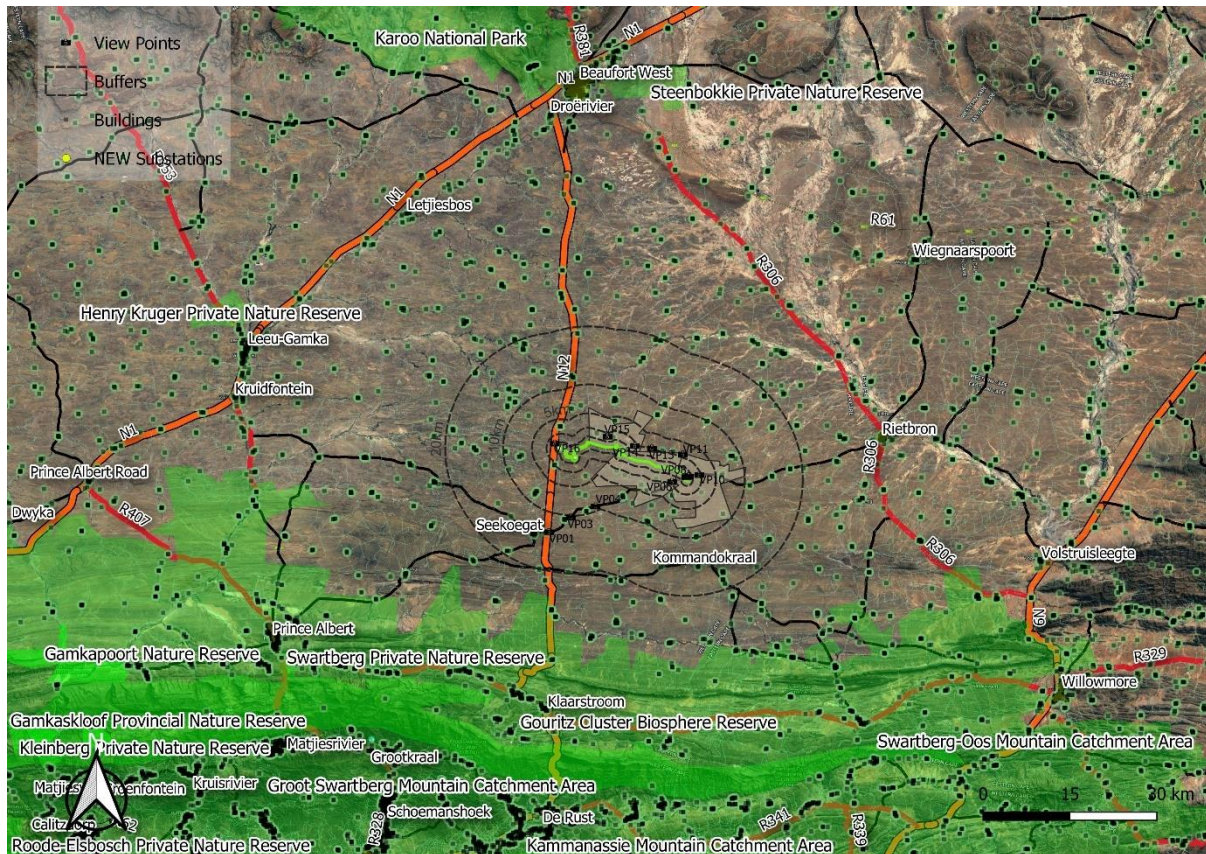 Karoo National Park
R381
N1
View Points
Buffers
Buildings
NEW Substations
Beaufort West
N1
Steenbokkie Private Nature Reserve
Droërivier
N1
Letjiesbos
R61
Wiegnaarspoort
R306
Henry Kruger Private Nature Reserve
Leeu-Gamka
N12
Kruidfontein
5km
10km
20km
VP15
VP11
VP13
VP08
VP10
Rietbron
R306
N1
Prince Albert Road
R407
Dwyka
Seekoegat
VP03
VP01
Kommandokraal
R306
Volstruisleegte
N9
Prince Albert
Gamkapoort Nature Reserve
Swartberg Private Nature Reserve
R329
Willowmore
Klaarstroom
Gamkaskloof Provincial Nature Reserve
Gouritz Cluster Biosphere Reserve
Kleinberg Private Nature Reserve
Matjiesrivier
Grootkraal
Swartberg-Oos Mountain Catchment Area
Kruisrivier
Groot Swartberg Mountain Catchment Area
0 15 30 km
Schoemanshoek
De Rust
R341
R339
R328
Roode-Elsbosch Private Nature Reserve
Kammanassie Mountain Catchment Area